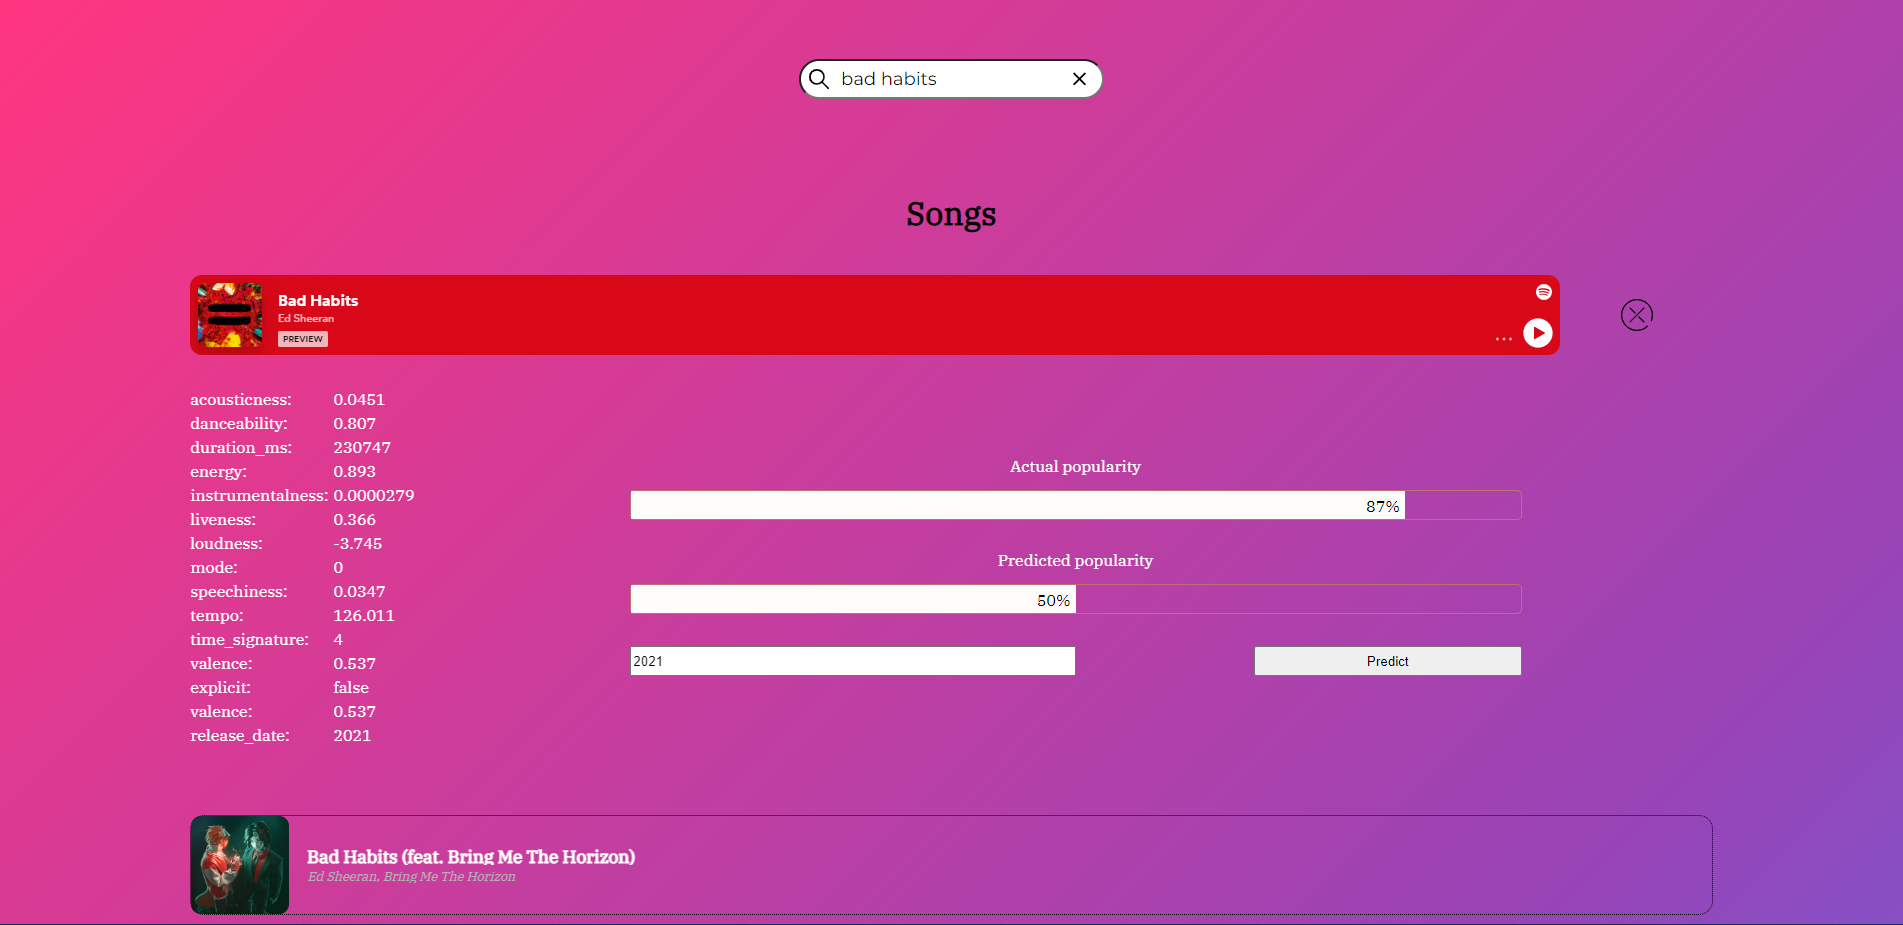 bad habits
Songs
Bad Habits
Ed Sheeran
PREVIEW
acousticness: 0.0451
danceability: 0.807
duration_ms: 230747
energy: 0.893
instrumentalness: 0.0000279
liveness: 0.366
loudness: -3.745
mode: 0
speechiness: 0.0347
tempo: 126.011
time_signature: 4
valence: 0.537
explicit: false
valence: 0.537
release_date: 2021
Actual popularity
87%
Predicted popularity
50%
2021 Predict
Bad Habits (feat. Bring Me The Horizon)
Ed Sheeran, Bring Me The Horizon